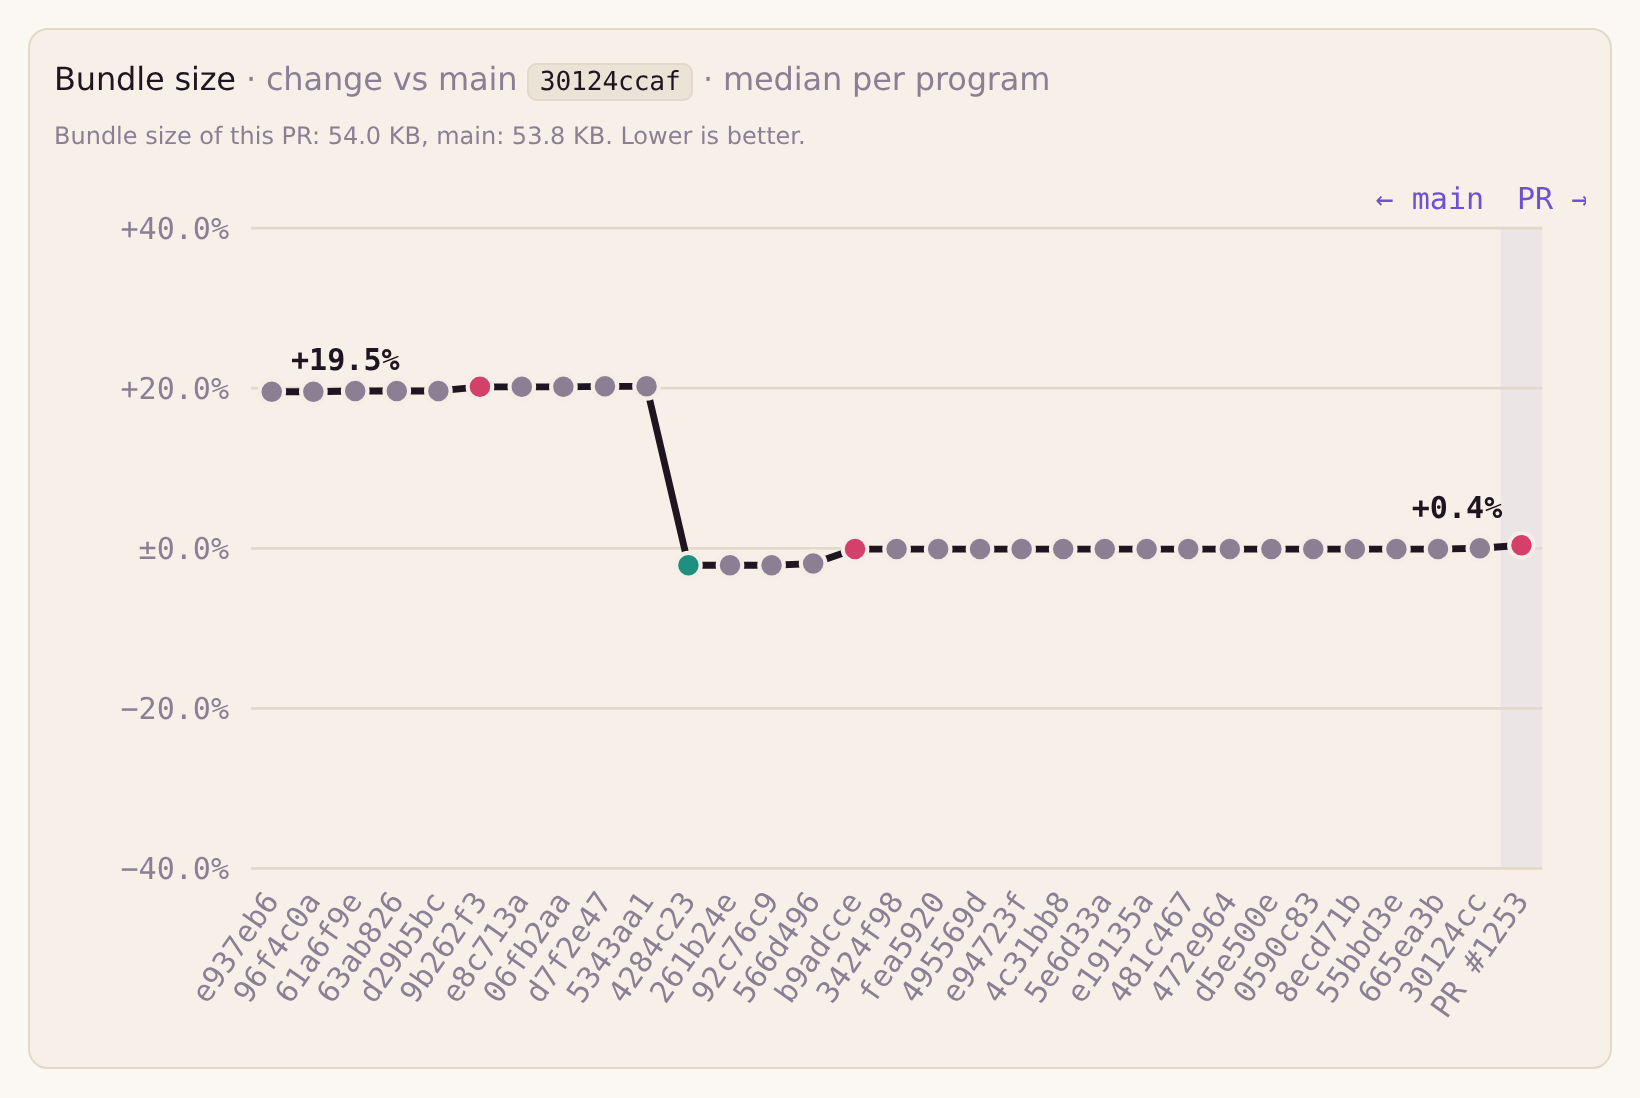 Bundle size · change vs main 30124ccaf · median per program
Bundle size of this PR: 54.0 KB, main: 53.8 KB. Lower is better.
← main PR →
+40.0%
+19.5%
+20.0%
+0.4%
±0.0%
−20.0%
−40.0%
e937eb6
96f4c0a
61a6f9e
63ab826
d29b5bc
9b262f3
e8c713a
06fb2aa
d7f2e47
5343aa1
4284c23
261b24e
92c76c9
566d496
b9adcce
3424f98
fea5920
495569d
e94723f
4c31bb8
5e6d33a
e19135a
481c467
472e964
d5e500e
0590c83
8ecd71b
55bbd3e
665ea3b
30124cc
PR #1253